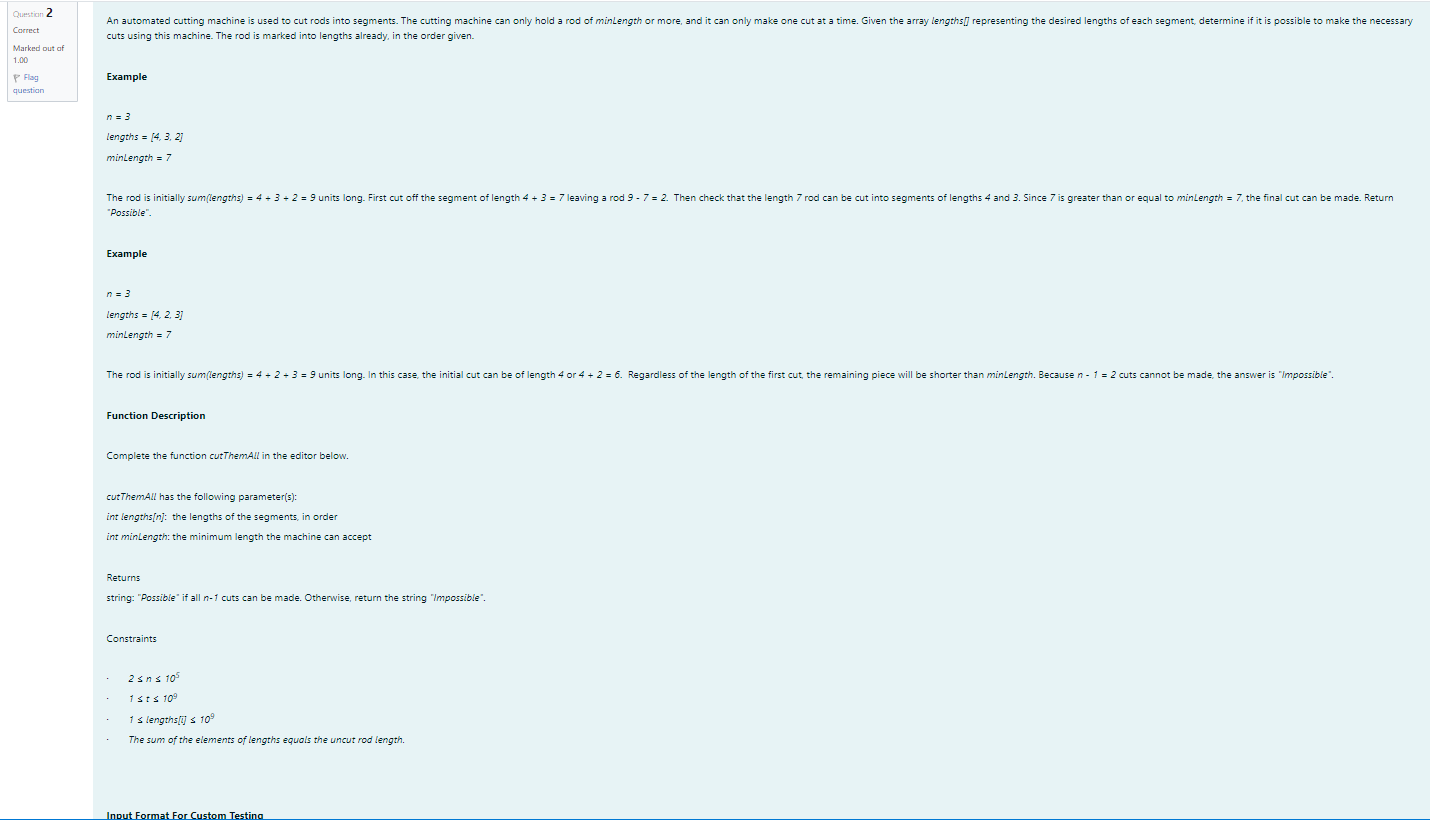 Question 2
Correct
Marked out of
1.00
Flag
question
An automated cutting machine is used to cut rods into segments. The cutting machine can only hold a rod of minLength or more, and it can only make one cut at a time. Given the array lengths[] representing the desired lengths of each segment, determine if it is possible to make the necessary
cuts using this machine. The rod is marked into lengths already, in the order given.
Example
n = 3
lengths = [4, 3, 2]
minLength = 7
The rod is initially sum(lengths) = 4 + 3 + 2 = 9 units long. First cut off the segment of length 4 + 3 = 7 leaving a rod 9 - 7 = 2. Then check that the length 7 rod can be cut into segments of lengths 4 and 3. Since 7 is greater than or equal to minLength = 7, the final cut can be made. Return
"Possible".
Example
n = 3
lengths = [4, 2, 3]
minLength = 7
The rod is initially sum(lengths) = 4 + 2 + 3 = 9 units long. In this case, the initial cut can be of length 4 or 4 + 2 = 6. Regardless of the length of the first cut, the remaining piece will be shorter than minLength. Because n - 1 = 2 cuts cannot be made, the answer is "Impossible".
Function Description
Complete the function cutThemAll in the editor below.
cutThemAll has the following parameter(s):
int lengths[n]: the lengths of the segments, in order
int minLength: the minimum length the machine can accept
Returns
string: "Possible" if all n-1 cuts can be made. Otherwise, return the string "Impossible".
Constraints
· 2 ≤ n ≤ 10⁵
· 1 ≤ t ≤ 10⁹
· 1 ≤ lengths[i] ≤ 10⁹
· The sum of the elements of lengths equals the uncut rod length.
Input Format For Custom Testing